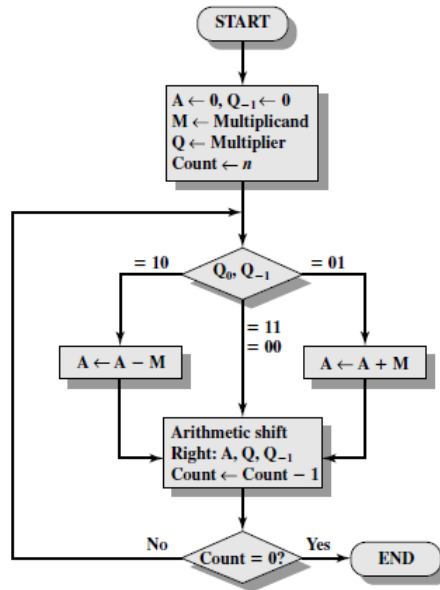 START
A ← 0, Q₋₁ ← 0
M ← Multiplicand
Q ← Multiplier
Count ← n
= 10
Q₀, Q₋₁
= 01
= 11
= 00
A ← A − M
A ← A + M
Arithmetic shift
Right: A, Q, Q₋₁
Count ← Count − 1
No
Count = 0?
Yes
END